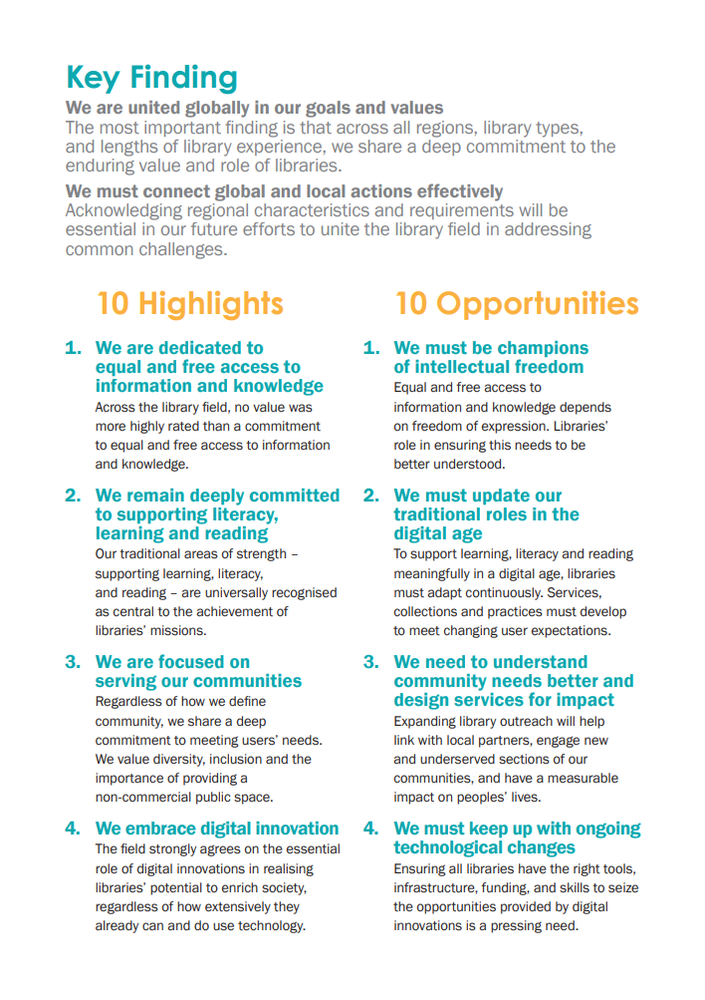 Key Finding
We are united globally in our goals and values
The most important finding is that across all regions, library types,
and lengths of library experience, we share a deep commitment to the
enduring value and role of libraries.
We must connect global and local actions effectively
Acknowledging regional characteristics and requirements will be
essential in our future efforts to unite the library field in addressing
common challenges.
10 Highlights
1. We are dedicated to
equal and free access to
information and knowledge
Across the library field, no value was
more highly rated than a commitment
to equal and free access to information
and knowledge.
2. We remain deeply committed
to supporting literacy,
learning and reading
Our traditional areas of strength –
supporting learning, literacy,
and reading – are universally recognised
as central to the achievement of
libraries' missions.
3. We are focused on
serving our communities
Regardless of how we define
community, we share a deep
commitment to meeting users' needs.
We value diversity, inclusion and the
importance of providing a
non-commercial public space.
4. We embrace digital innovation
The field strongly agrees on the essential
role of digital innovations in realising
libraries' potential to enrich society,
regardless of how extensively they
already can and do use technology.
10 Opportunities
1. We must be champions
of intellectual freedom
Equal and free access to
information and knowledge depends
on freedom of expression. Libraries'
role in ensuring this needs to be
better understood.
2. We must update our
traditional roles in the
digital age
To support learning, literacy and reading
meaningfully in a digital age, libraries
must adapt continuously. Services,
collections and practices must develop
to meet changing user expectations.
3. We need to understand
community needs better and
design services for impact
Expanding library outreach will help
link with local partners, engage new
and underserved sections of our
communities, and have a measurable
impact on peoples' lives.
4. We must keep up with ongoing
technological changes
Ensuring all libraries have the right tools,
infrastructure, funding, and skills to seize
the opportunities provided by digital
innovations is a pressing need.